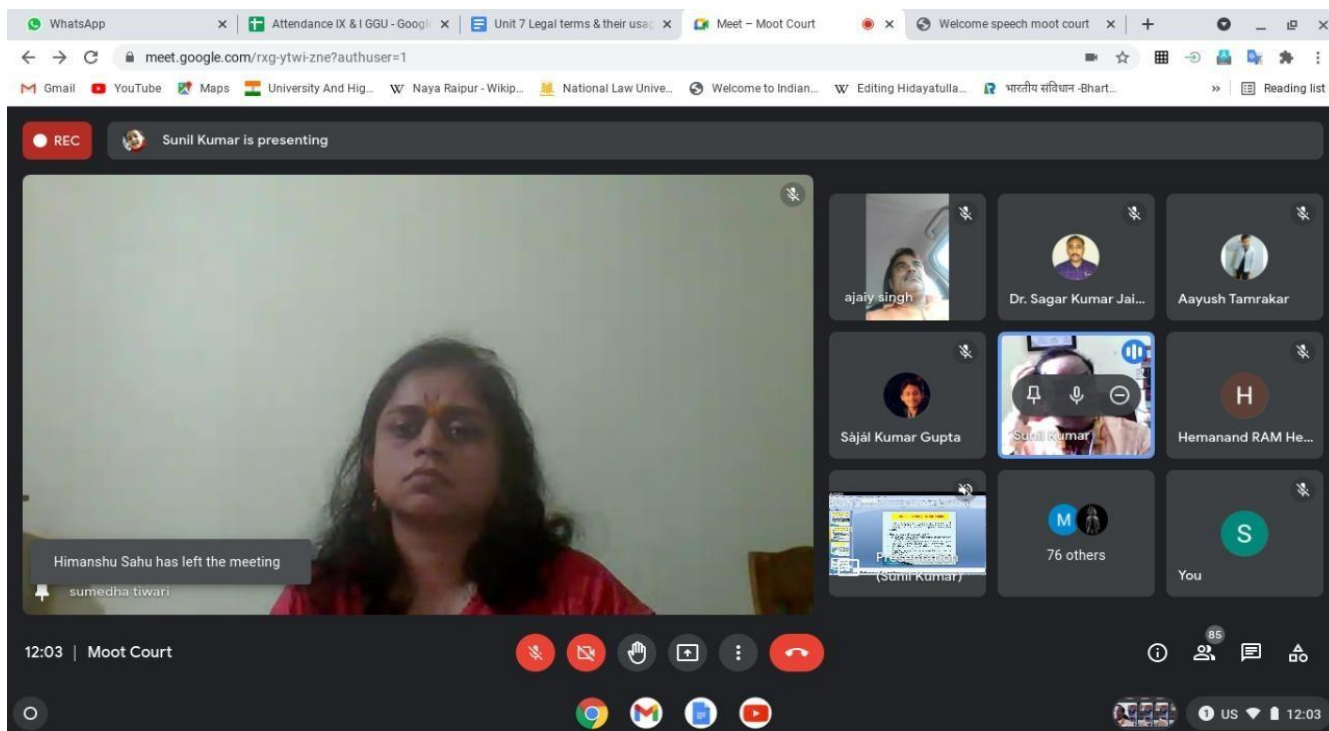 WhatsApp
Attendance IX & I GGU - Googl
Unit 7 Legal terms & their usag
Meet – Moot Court
Welcome speech moot court
meet.google.com/rxg-ytwi-zne?authuser=1
Gmail YouTube Maps University And Hig... Naya Raipur - Wikip... National Law Unive... Welcome to Indian... Editing Hidayatulla... भारतीय संविधान -Bhart... » Reading list
REC Sunil Kumar is presenting
ajaiy singh
Dr. Sagar Kumar Jai...
Aayush Tamrakar
Sàjál Kumar Gupta
Sunil Kumar
H
Hemanand RAM He...
Presentation
(Sunil Kumar)
M
76 others
S
You
Himanshu Sahu has left the meeting
sumedha tiwari
12:03 | Moot Court
85
1 US 12:03